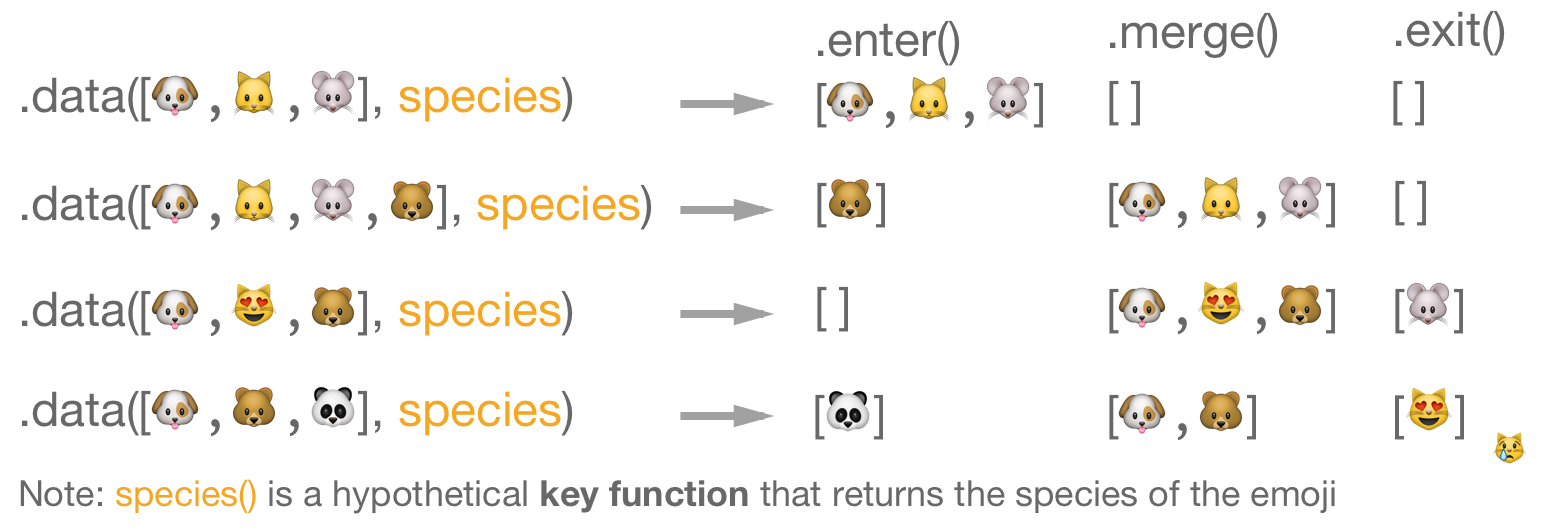 .enter() .merge() .exit()
.data([🐶, 🐱, 🐭], species) [🐶, 🐱, 🐭] [ ] [ ]
.data([🐶, 🐱, 🐭, 🐻], species) [🐻] [🐶, 🐱, 🐭] [ ]
.data([🐶, 😻, 🐻], species) [ ] [🐶, 😻, 🐻] [🐭]
.data([🐶, 🐻, 🐼], species) [🐼] [🐶, 🐻] [😻]
Note: species() is a hypothetical key function that returns the species of the emoji